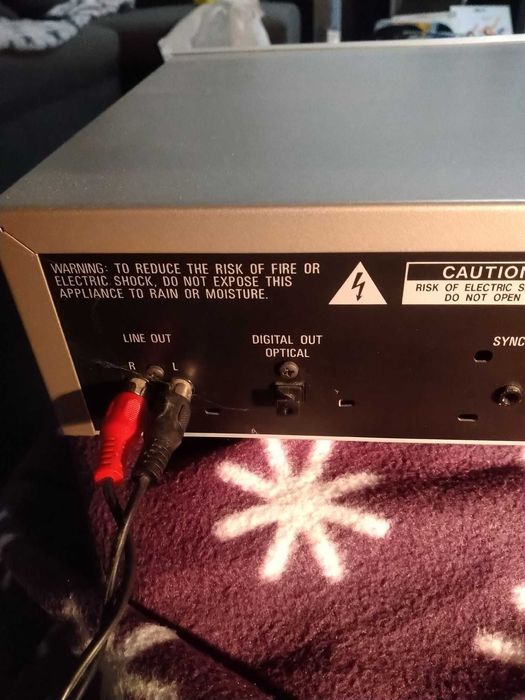 WARNING: TO REDUCE THE RISK OF FIRE OR
ELECTRIC SHOCK, DO NOT EXPOSE THIS
APPLIANCE TO RAIN OR MOISTURE.
CAUTION
RISK OF ELECTRIC S
DO NOT OPEN
LINE OUT
R L
DIGITAL OUT
OPTICAL
SYNC